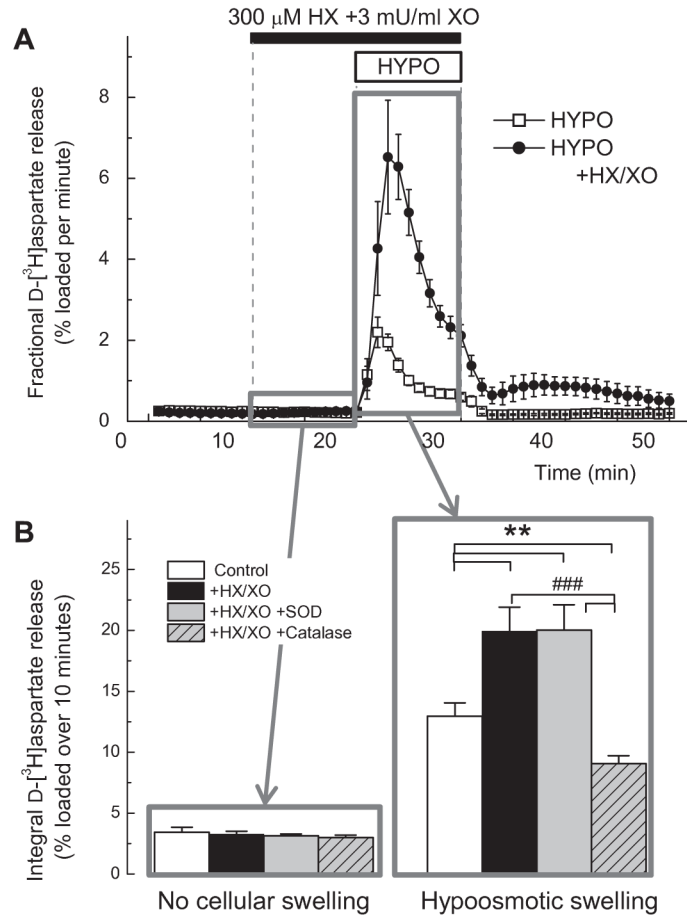 300 µM HX +3 mU/ml XO
A
HYPO
HYPO
HYPO
+HX/XO
Fractional D-[³H]aspartate release
(% loaded per minute)
8
6
4
2
0
0 10 20 30 40 50
Time (min)
B
Control
+HX/XO
+HX/XO +SOD
+HX/XO +Catalase
**
###
Integral D-[³H]aspartate release
(% loaded over 10 minutes)
25
20
15
10
5
0
No cellular swelling
Hypoosmotic swelling